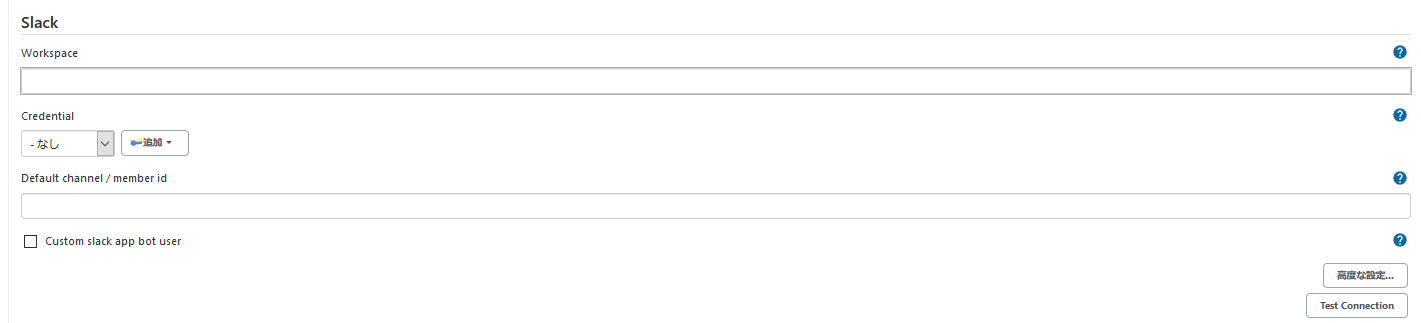 Slack
Workspace
Credential
- なし
追加
Default channel / member id
Custom slack app bot user
高度な設定...
Test Connection